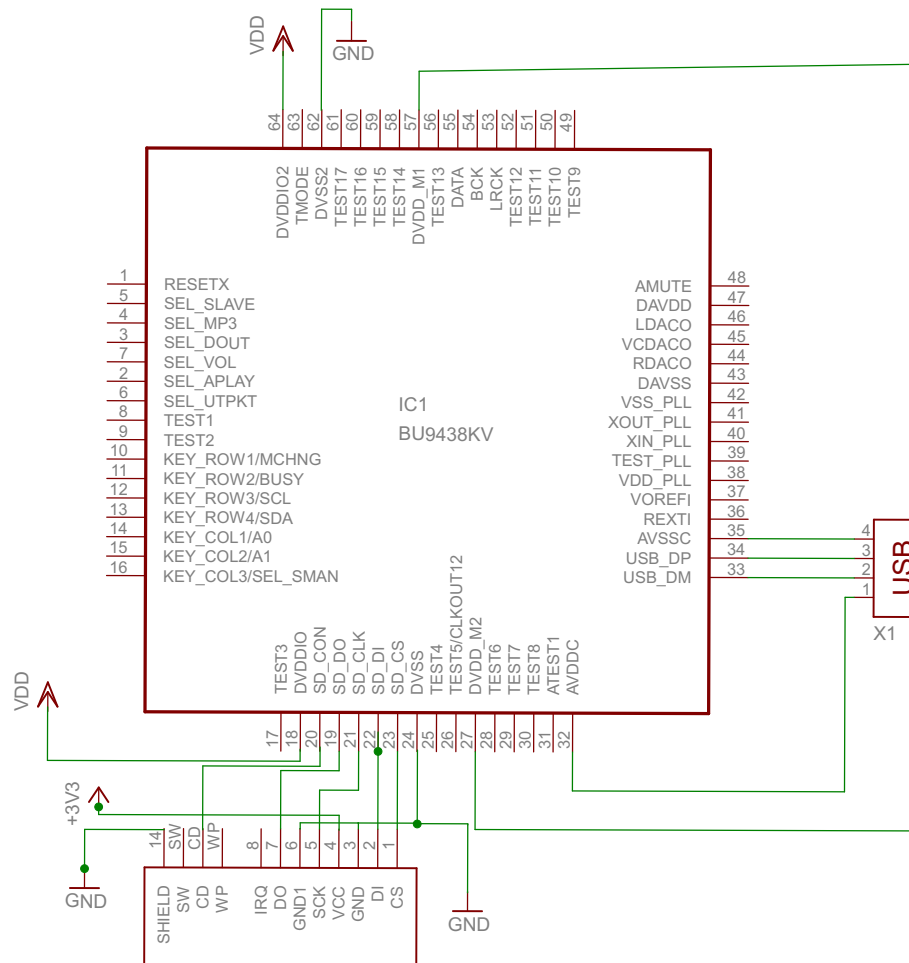 VDD
GND
64
63
62
61
60
59
58
57
56
55
54
53
52
51
50
49
DVDDIO2
TMODE
DVSS2
TEST17
TEST16
TEST15
TEST14
DVDD_M1
TEST13
DATA
BCK
LRCK
TEST12
TEST11
TEST10
TEST9
1 RESETX
5 SEL_SLAVE
4 SEL_MP3
3 SEL_DOUT
7 SEL_VOL
2 SEL_APLAY
6 SEL_UTPKT
8 TEST1
9 TEST2
10 KEY_ROW1/MCHNG
11 KEY_ROW2/BUSY
12 KEY_ROW3/SCL
13 KEY_ROW4/SDA
14 KEY_COL1/A0
15 KEY_COL2/A1
16 KEY_COL3/SEL_SMAN
IC1
BU9438KV
AMUTE 48
DAVDD 47
LDACO 46
VCDACO 45
RDACO 44
DAVSS 43
VSS_PLL 42
XOUT_PLL 41
XIN_PLL 40
TEST_PLL 39
VDD_PLL 38
VOREFI 37
REXTI 36
AVSSC 35
USB_DP 34
USB_DM 33
4
3
2
1
USB
X1
TEST3
DVDDIO
SD_CON
SD_DO
SD_CLK
SD_DI
SD_CS
DVSS
TEST4
TEST5/CLKOUT12
DVDD_M2
TEST6
TEST7
TEST8
ATEST1
AVDDC
17
18
20
19
21
22
23
24
25
26
27
28
29
30
31
32
VDD
+3V3
GND
14
SW
CD
WP
8
7
6
5
4
3
2
1
SHIELD
SW
CD
WP
IRQ
DO
GND1
SCK
VCC
GND
DI
CS
GND